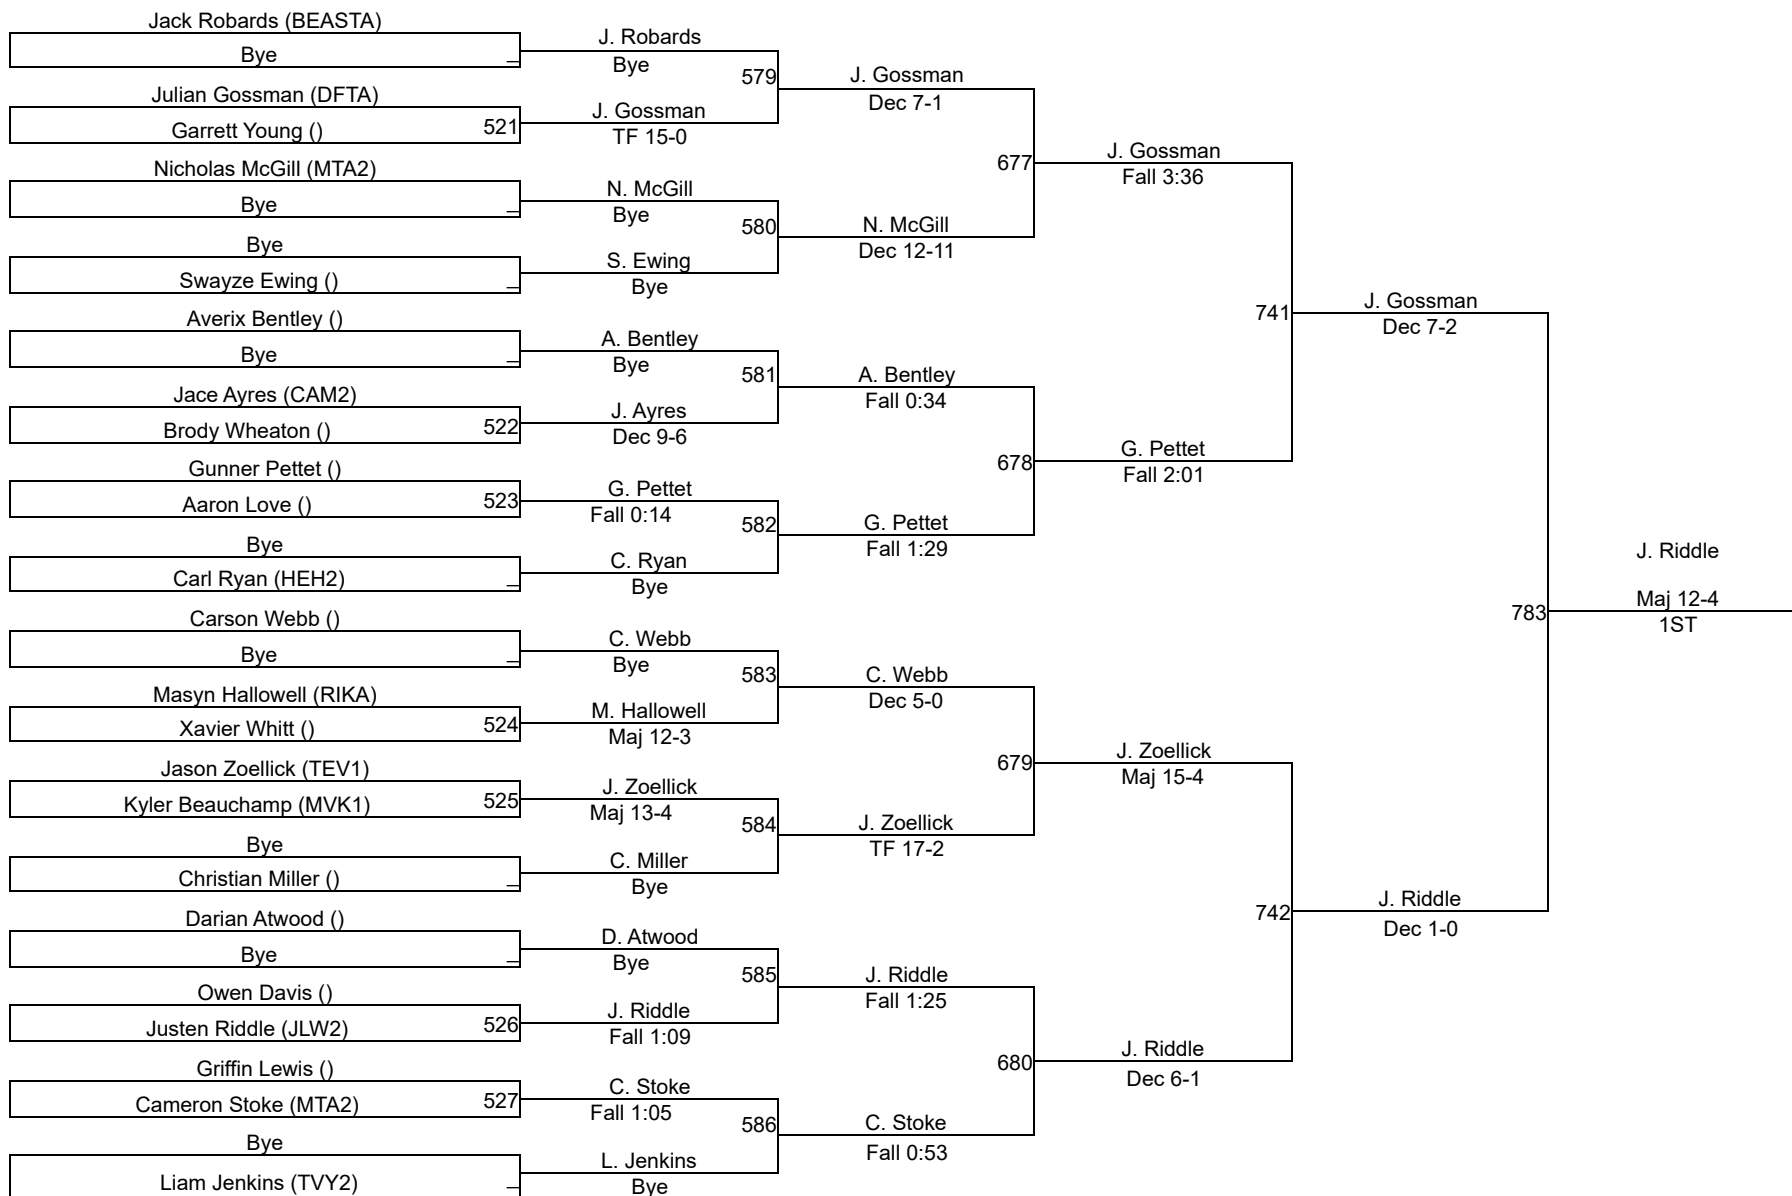 Jack Robards (BEASTA)
Bye
_
Julian Gossman (DFTA)
Garrett Young ()
521
Nicholas McGill (MTA2)
Bye
_
Bye
Swayze Ewing ()
_
Averix Bentley ()
Bye
_
Jace Ayres (CAM2)
Brody Wheaton ()
522
Gunner Pettet ()
Aaron Love ()
523
Bye
Carl Ryan (HEH2)
_
Carson Webb ()
Bye
_
Masyn Hallowell (RIKA)
Xavier Whitt ()
524
Jason Zoellick (TEV1)
Kyler Beauchamp (MVK1)
525
Bye
Christian Miller ()
_
Darian Atwood ()
Bye
_
Owen Davis ()
Justen Riddle (JLW2)
526
Griffin Lewis ()
Cameron Stoke (MTA2)
527
Bye
Liam Jenkins (TVY2)
_
J. Robards
Bye
579
J. Gossman
TF 15-0
N. McGill
Bye
580
S. Ewing
Bye
A. Bentley
Bye
581
J. Ayres
Dec 9-6
G. Pettet
Fall 0:14
582
C. Ryan
Bye
C. Webb
Bye
583
M. Hallowell
Maj 12-3
J. Zoellick
Maj 13-4
584
C. Miller
Bye
D. Atwood
Bye
585
J. Riddle
Fall 1:09
C. Stoke
Fall 1:05
586
L. Jenkins
Bye
J. Gossman
Dec 7-1
677
N. McGill
Dec 12-11
A. Bentley
Fall 0:34
678
G. Pettet
Fall 1:29
C. Webb
Dec 5-0
679
J. Zoellick
TF 17-2
J. Riddle
Fall 1:25
680
C. Stoke
Fall 0:53
J. Gossman
Fall 3:36
741
G. Pettet
Fall 2:01
J. Zoellick
Maj 15-4
742
J. Riddle
Dec 6-1
J. Gossman
Dec 7-2
783
J. Riddle
Dec 1-0
J. Riddle
Maj 12-4
1ST